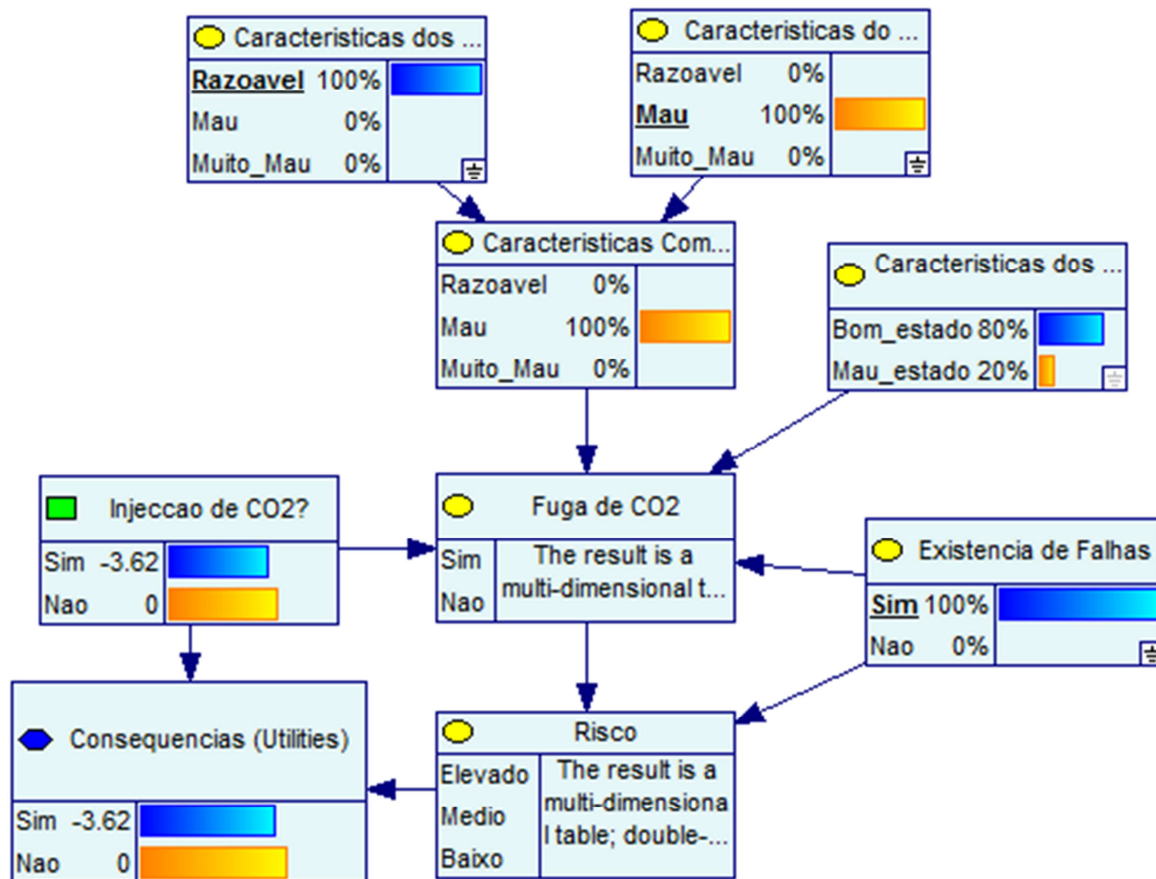 Caracteristicas dos ...
Razoavel 100%
Mau 0%
Muito_Mau 0%
Caracteristicas do ...
Razoavel 0%
Mau 100%
Muito_Mau 0%
Caracteristicas Com...
Razoavel 0%
Mau 100%
Muito_Mau 0%
Caracteristicas dos ...
Bom_estado 80%
Mau_estado 20%
Injeccao de CO2?
Sim -3.62
Nao 0
Fuga de CO2
Sim
Nao
The result is a
multi-dimensional t...
Existencia de Falhas
Sim 100%
Nao 0%
Consequencias (Utilities)
Sim -3.62
Nao 0
Risco
Elevado
Medio
Baixo
The result is a
multi-dimensiona
l table; double-...